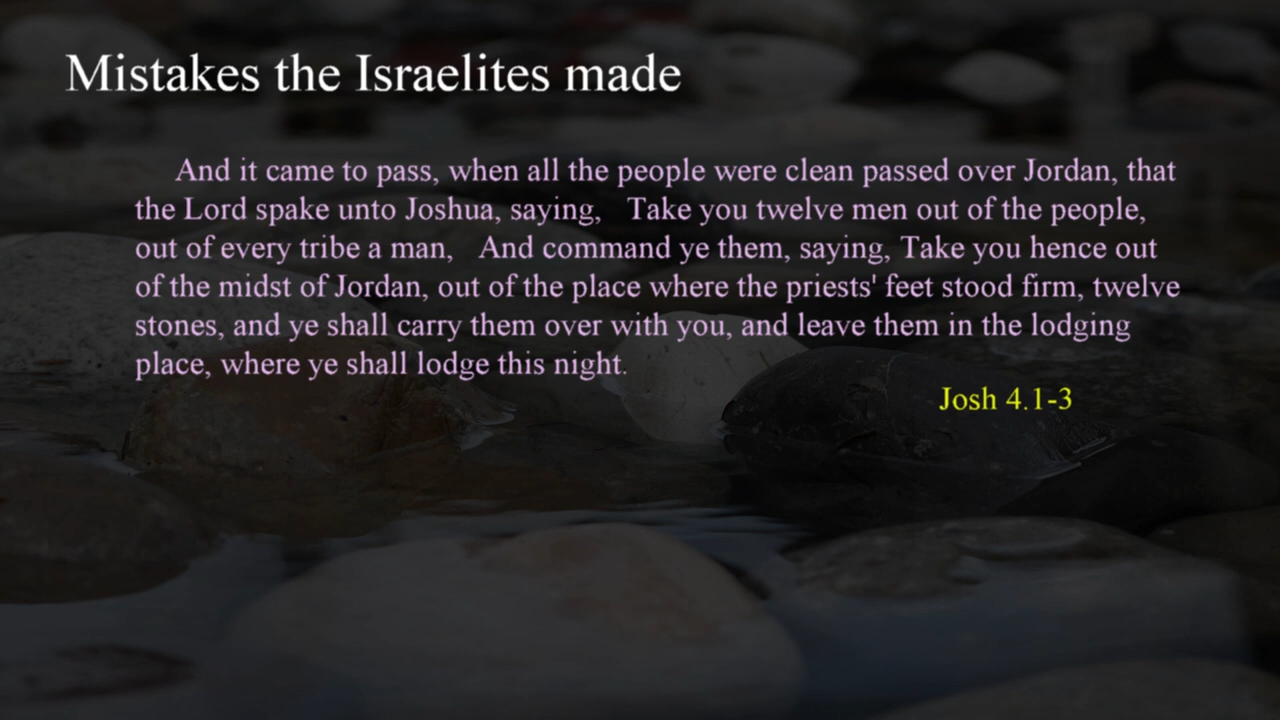 Mistakes the Israelites made
And it came to pass, when all the people were clean passed over Jordan, that
the Lord spake unto Joshua, saying, Take you twelve men out of the people,
out of every tribe a man, And command ye them, saying, Take you hence out
of the midst of Jordan, out of the place where the priests' feet stood firm, twelve
stones, and ye shall carry them over with you, and leave them in the lodging
place, where ye shall lodge this night.
Josh 4.1-3